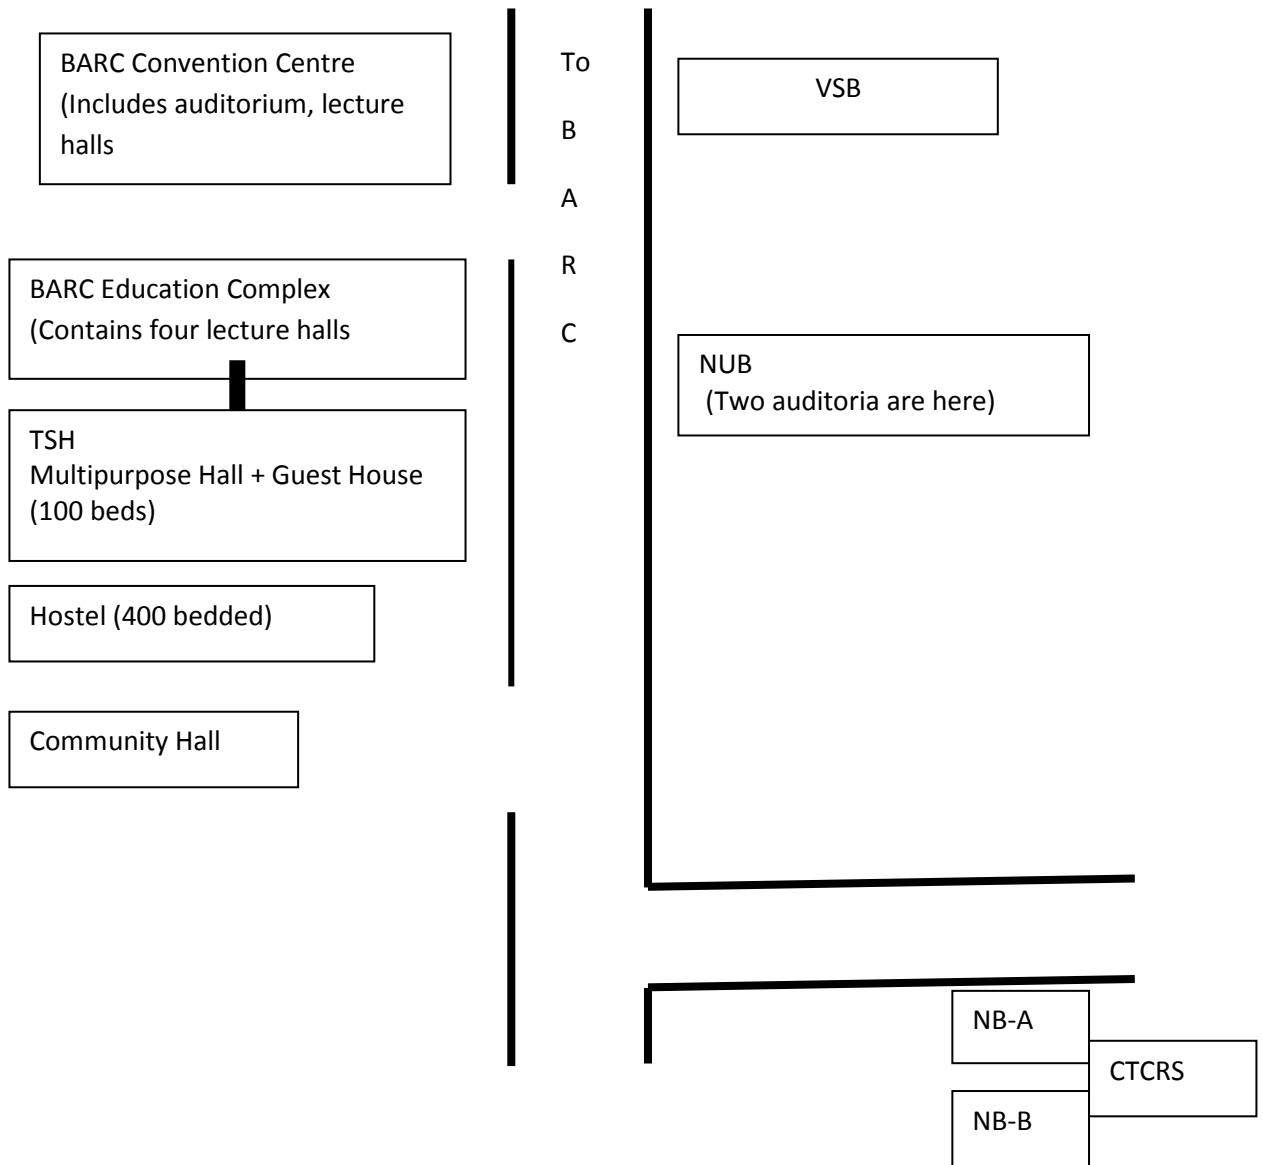 BARC Convention Centre
(Includes auditorium, lecture
halls
To
B
A
R
C
VSB
BARC Education Complex
(Contains four lecture halls
NUB
(Two auditoria are here)
TSH
Multipurpose Hall + Guest House
(100 beds)
Hostel (400 bedded)
Community Hall
NB-A
CTCRS
NB-B